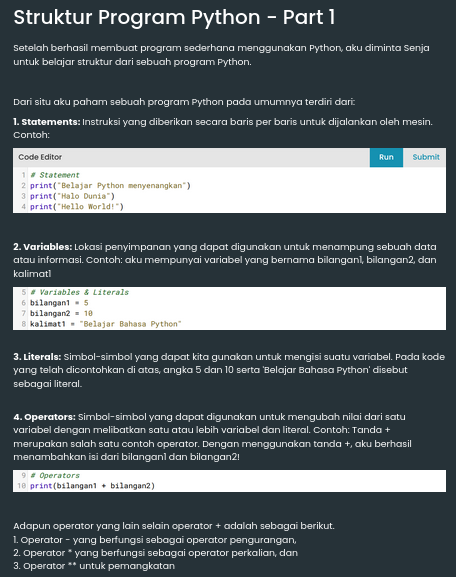 Struktur Program Python - Part 1
Setelah berhasil membuat program sederhana menggunakan Python, aku diminta Senja
untuk belajar struktur dari sebuah program Python.
Dari situ aku paham sebuah program Python pada umumnya terdiri dari:
1. Statements: Instruksi yang diberikan secara baris per baris untuk dijalankan oleh mesin.
Contoh:
Code Editor Run Submit
1 # Statement
2 print("Belajar Python menyenangkan")
3 print("Halo Dunia")
4 print("Hello World!")
2. Variables: Lokasi penyimpanan yang dapat digunakan untuk menampung sebuah data
atau informasi. Contoh: aku mempunyai variabel yang bernama bilangan1, bilangan2, dan
kalimat1
5 # Variables & Literals
6 bilangan1 = 5
7 bilangan2 = 10
8 kalimat1 = "Belajar Bahasa Python"
3. Literals: Simbol-simbol yang dapat kita gunakan untuk mengisi suatu variabel. Pada kode
yang telah dicontohkan di atas, angka 5 dan 10 serta 'Belajar Bahasa Python' disebut
sebagai literal.
4. Operators: Simbol-simbol yang dapat digunakan untuk mengubah nilai dari satu
variabel dengan melibatkan satu atau lebih variabel dan literal. Contoh: Tanda +
merupakan salah satu contoh operator. Dengan menggunakan tanda +, aku berhasil
menambahkan isi dari bilangan1 dan bilangan2!
9 # Operators
10 print(bilangan1 + bilangan2)
Adapun operator yang lain selain operator + adalah sebagai berikut.
1. Operator - yang berfungsi sebagai operator pengurangan,
2. Operator * yang berfungsi sebagai operator perkalian, dan
3. Operator ** untuk pemangkatan